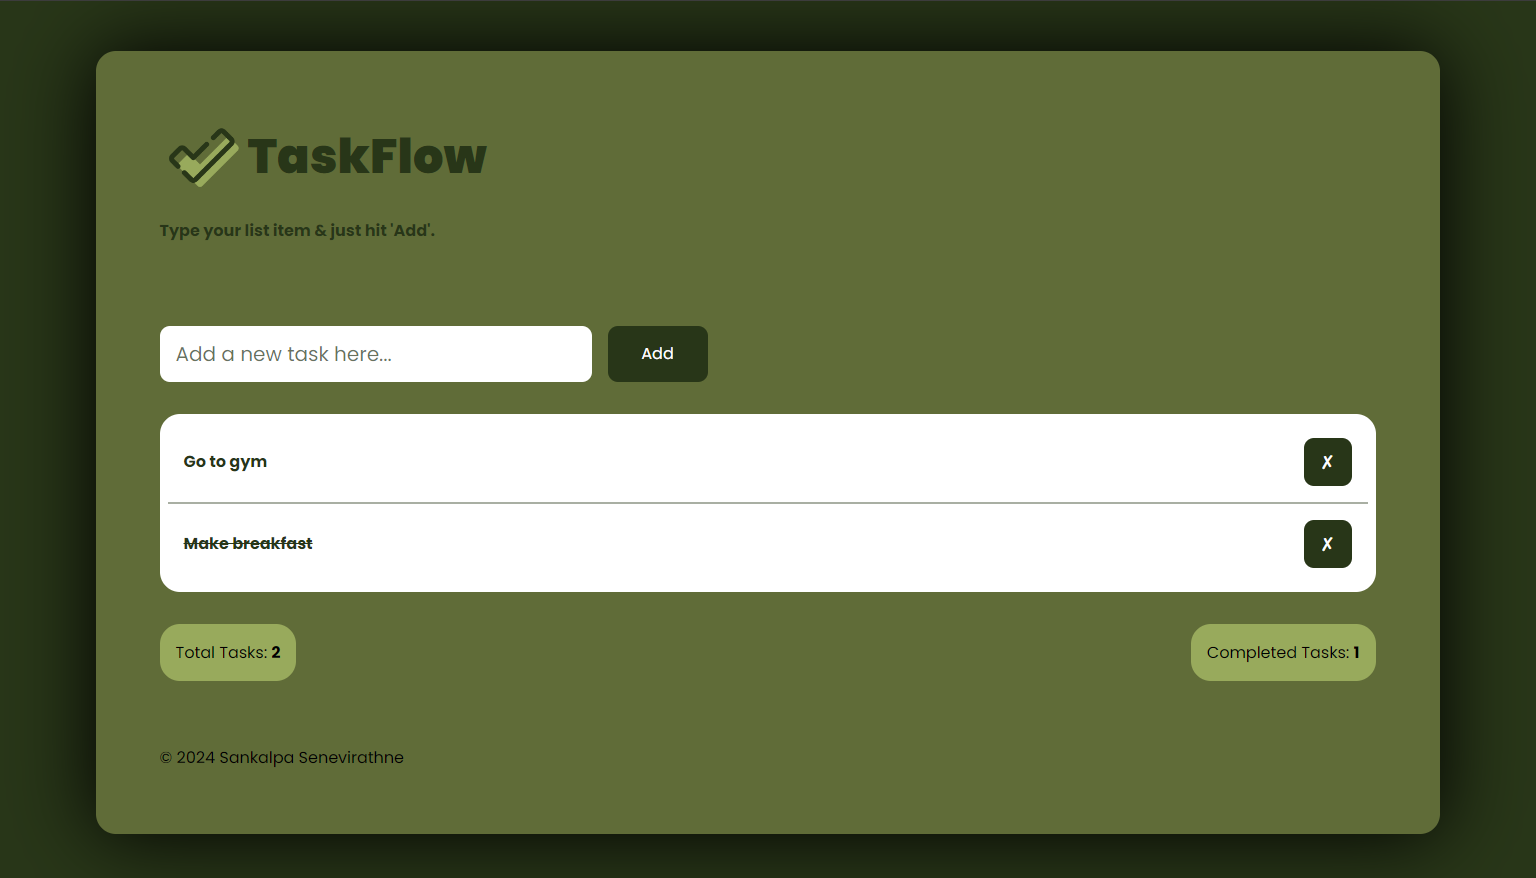 TaskFlow
Type your list item & just hit 'Add'.
Add a new task here...
Add
Go to gym
✗
Make breakfast
✗
Total Tasks: 2
Completed Tasks: 1
© 2024 Sankalpa Senevirathne